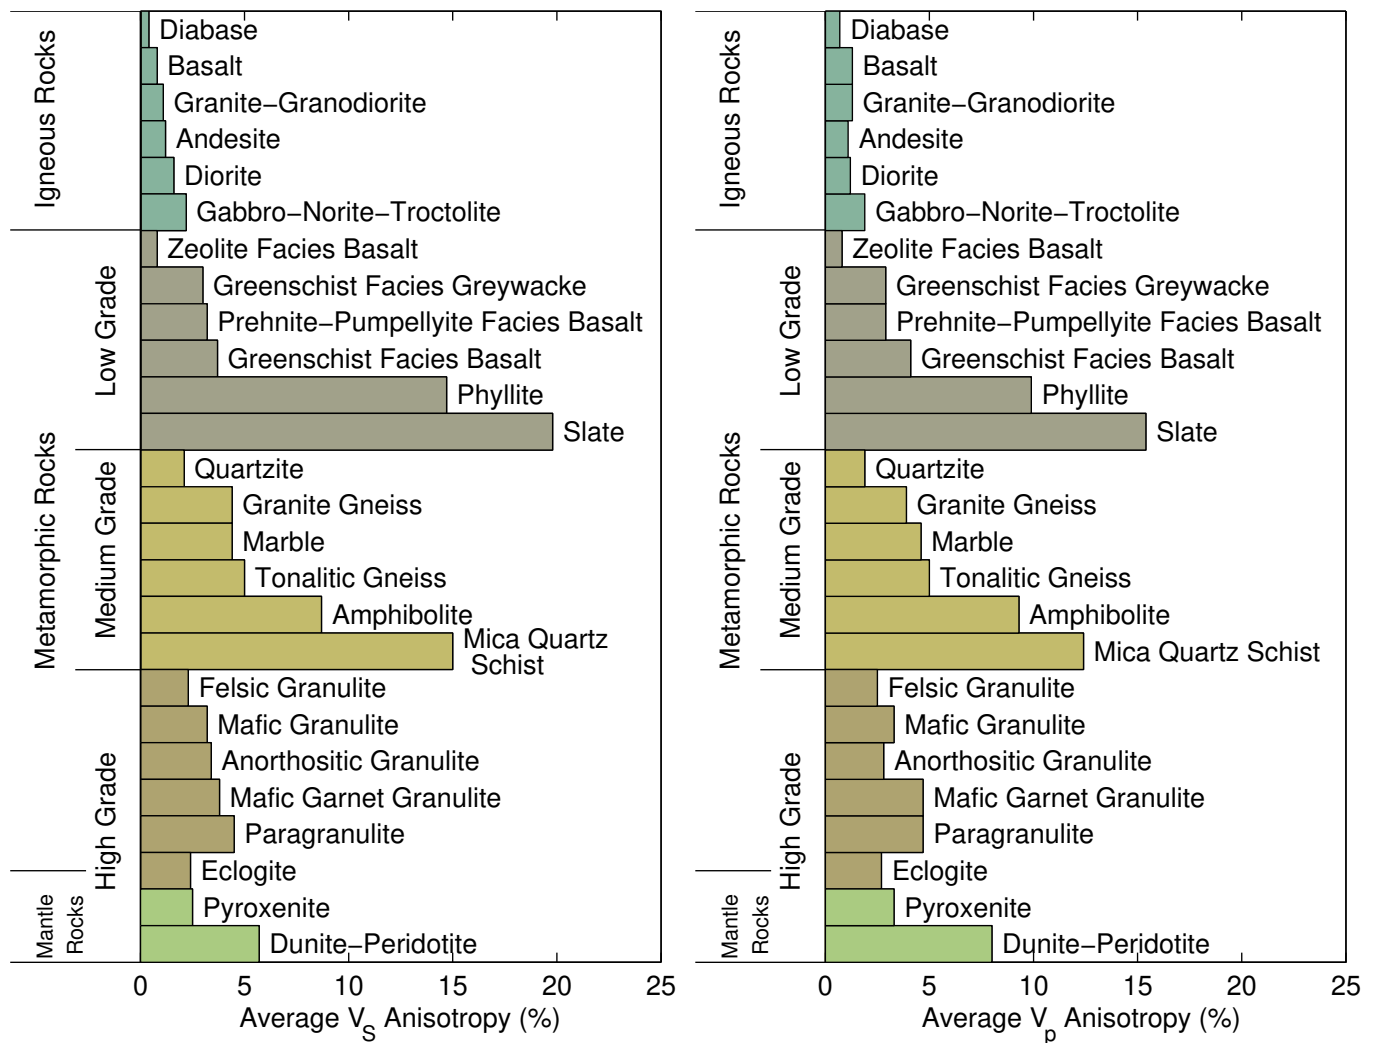 Igneous Rocks
Metamorphic Rocks
Low Grade
Medium Grade
High Grade
Mantle
Rocks
Diabase
Basalt
Granite−Granodiorite
Andesite
Diorite
Gabbro−Norite−Troctolite
Zeolite Facies Basalt
Greenschist Facies Greywacke
Prehnite−Pumpellyite Facies Basalt
Greenschist Facies Basalt
Phyllite
Slate
Quartzite
Granite Gneiss
Marble
Tonalitic Gneiss
Amphibolite
Mica Quartz
Schist
Felsic Granulite
Mafic Granulite
Anorthositic Granulite
Mafic Garnet Granulite
Paragranulite
Eclogite
Pyroxenite
Dunite−Peridotite
0 5 10 15 20 25
Average V_S Anisotropy (%)
Igneous Rocks
Metamorphic Rocks
Low Grade
Medium Grade
High Grade
Mantle
Rocks
Diabase
Basalt
Granite−Granodiorite
Andesite
Diorite
Gabbro−Norite−Troctolite
Zeolite Facies Basalt
Greenschist Facies Greywacke
Prehnite−Pumpellyite Facies Basalt
Greenschist Facies Basalt
Phyllite
Slate
Quartzite
Granite Gneiss
Marble
Tonalitic Gneiss
Amphibolite
Mica Quartz Schist
Felsic Granulite
Mafic Granulite
Anorthositic Granulite
Mafic Garnet Granulite
Paragranulite
Eclogite
Pyroxenite
Dunite−Peridotite
0 5 10 15 20 25
Average V_p Anisotropy (%)